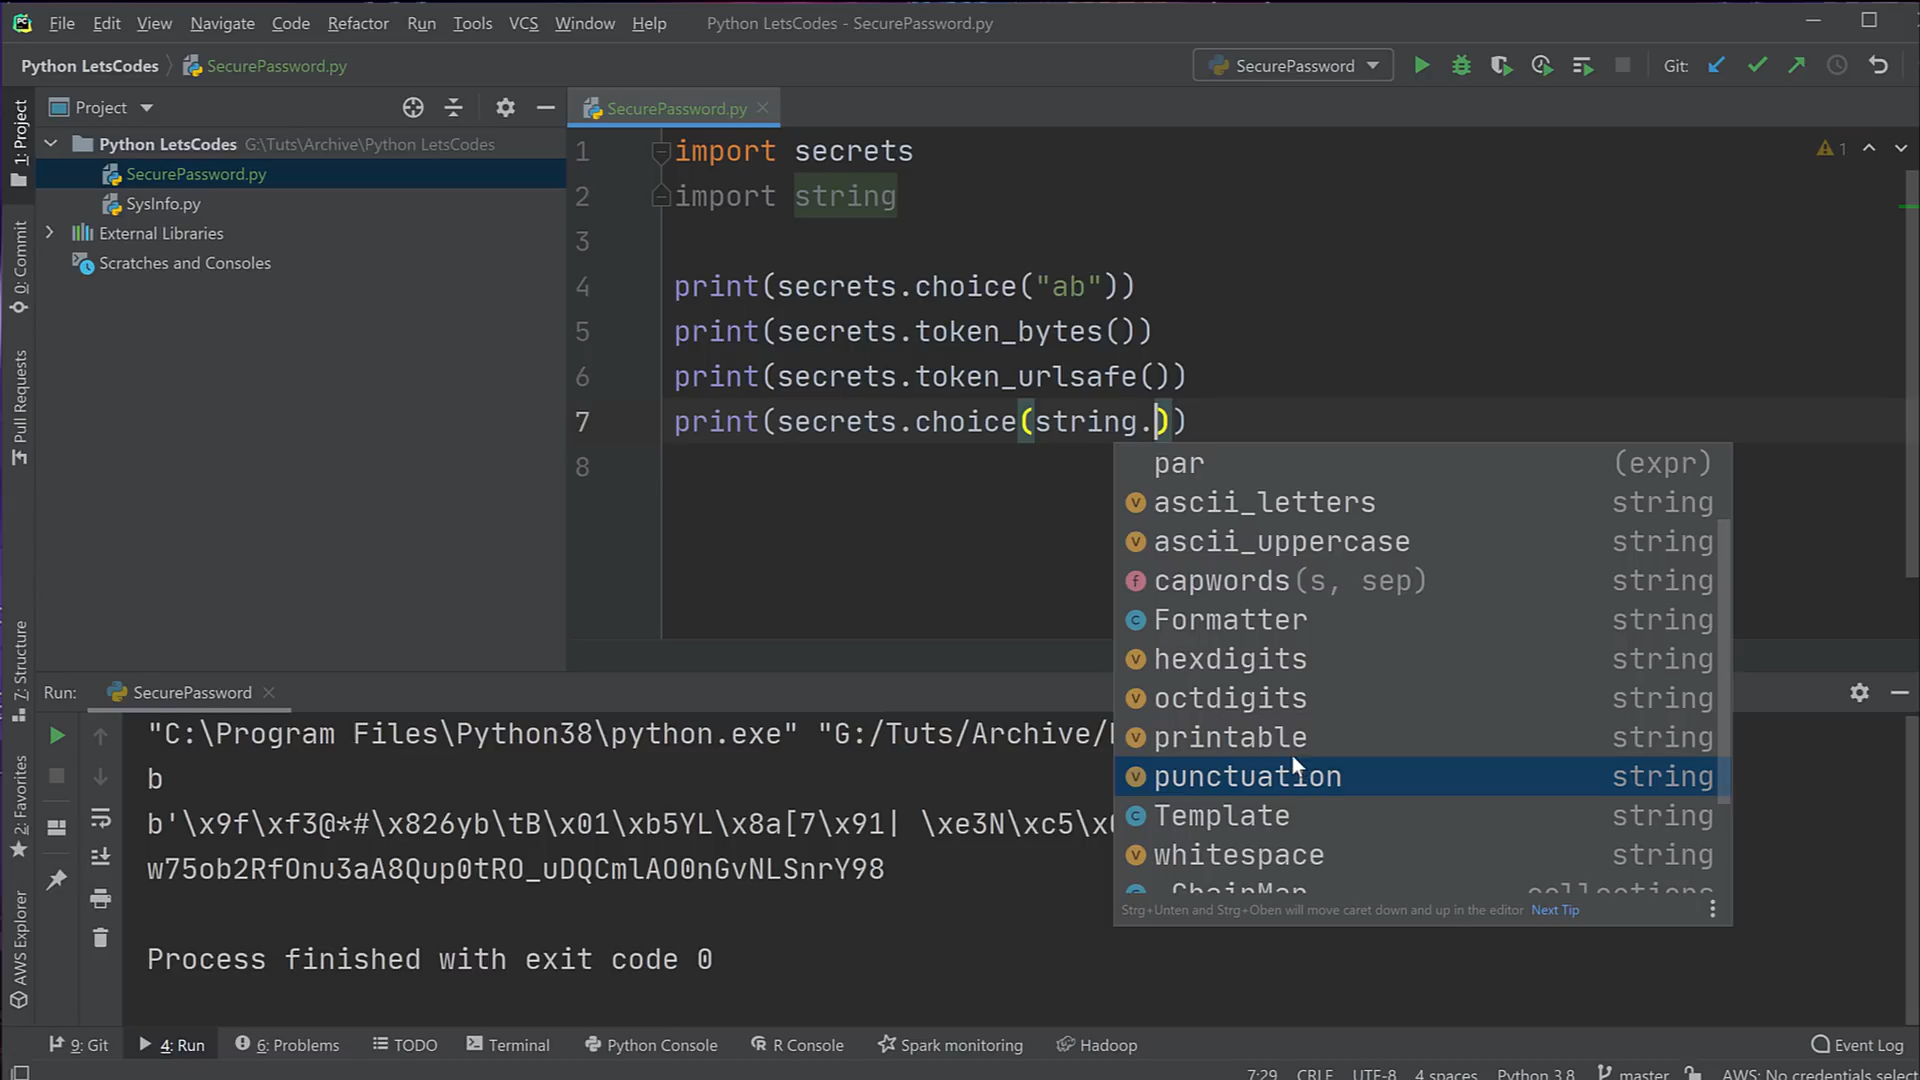 File Edit View Navigate Code Refactor Run Tools VCS Window Help Python LetsCodes - SecurePassword.py
Python LetsCodes SecurePassword.py SecurePassword Git:
1: Project
0: Commit
Pull Requests
7: Structure
2: Favorites
AWS Explorer
Project
Python LetsCodes G:\Tuts\Archive\Python LetsCodes
SecurePassword.py
SysInfo.py
External Libraries
Scratches and Consoles
SecurePassword.py
1 import secrets
2 import string
3
4 print(secrets.choice("ab"))
5 print(secrets.token_bytes())
6 print(secrets.token_urlsafe())
7 print(secrets.choice(string.))
8
1
par (expr)
ascii_letters string
ascii_uppercase string
capwords(s, sep) string
Formatter string
hexdigits string
octdigits string
printable string
punctuation string
Template string
whitespace string
ChainMap collections
Strg+Unten and Strg+Oben will move caret down and up in the editor Next Tip
Run: SecurePassword
"C:\Program Files\Python38\python.exe" "G:/Tuts/Archive/
b
b'\x9f\xf3@*#\x826yb\tB\x01\xb5YL\x8a[7\x91| \xe3N\xc5\x
w75ob2RfOnu3aA8Qup0tRO_uDQCmlAO0nGvNLSnrY98
Process finished with exit code 0
9: Git 4: Run 6: Problems TODO Terminal Python Console R Console Spark monitoring Hadoop Event Log
7:29 CRLF UTF-8 4 spaces Python 3.8 master AWS: No credentials select